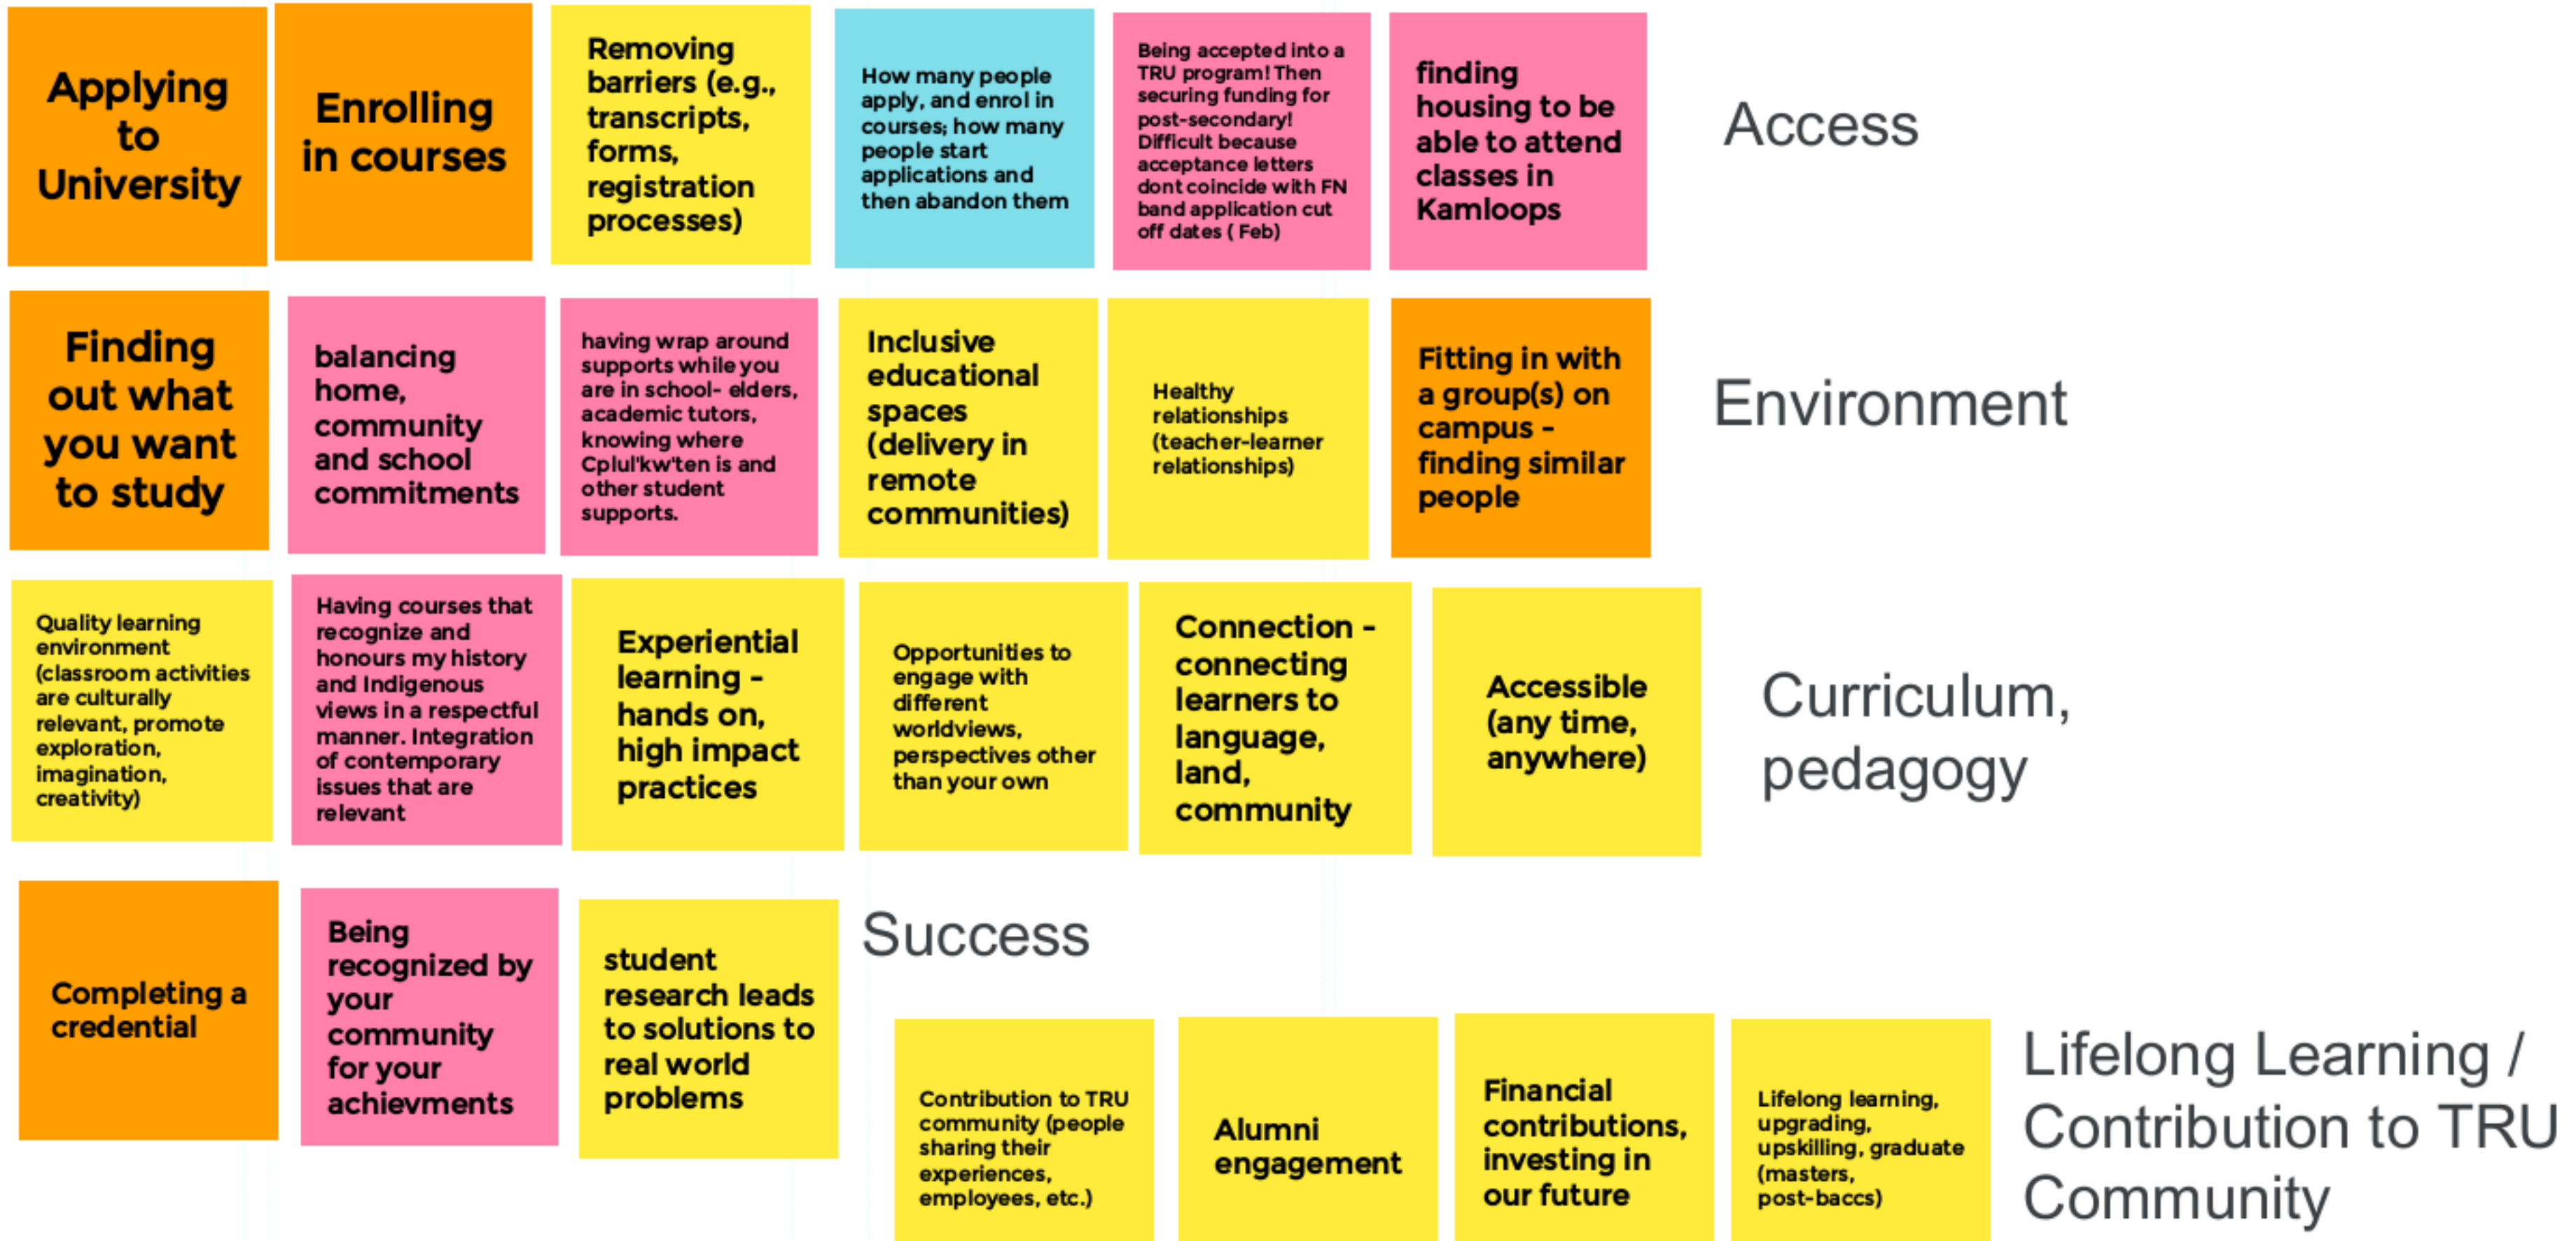 Applying
to
University
Enrolling
in courses
Removing
barriers (e.g.,
transcripts,
forms,
registration
processes)
How many people
apply, and enrol in
courses; how many
people start
applications and
then abandon them
Being accepted into a
TRU program! Then
securing funding for
post-secondary!
Difficult because
acceptance letters
dont coincide with FN
band application cut
off dates ( Feb)
finding
housing to be
able to attend
classes in
Kamloops
Access
Finding
out what
you want
to study
balancing
home,
community
and school
commitments
having wrap around
supports while you
are in school- elders,
academic tutors,
knowing where
Cplul'kw'ten is and
other student
supports.
Inclusive
educational
spaces
(delivery in
remote
communities)
Healthy
relationships
(teacher-learner
relationships)
Fitting in with
a group(s) on
campus -
finding similar
people
Environment
Quality learning
environment
(classroom activities
are culturally
relevant, promote
exploration,
imagination,
creativity)
Having courses that
recognize and
honours my history
and Indigenous
views in a respectful
manner. Integration
of contemporary
issues that are
relevant
Experiential
learning -
hands on,
high impact
practices
Opportunities to
engage with
different
worldviews,
perspectives other
than your own
Connection -
connecting
learners to
language,
land,
community
Accessible
(any time,
anywhere)
Curriculum,
pedagogy
Completing a
credential
Being
recognized by
your
community
for your
achievments
student
research leads
to solutions to
real world
problems
Success
Contribution to TRU
community (people
sharing their
experiences,
employees, etc.)
Alumni
engagement
Financial
contributions,
investing in
our future
Lifelong learning,
upgrading,
upskilling, graduate
(masters,
post-baccs)
Lifelong Learning /
Contribution to TRU
Community